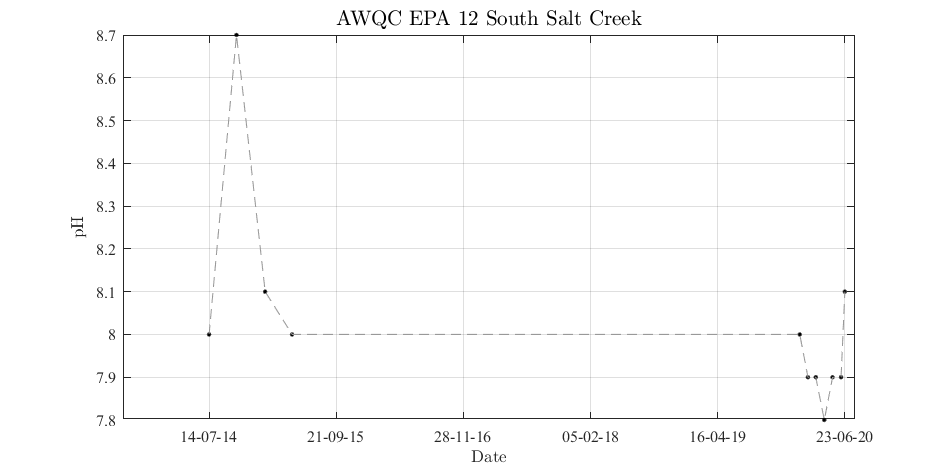 AWQC EPA 12 South Salt Creek
8.7
8.6
8.5
8.4
8.3
8.2
8.1
8
7.9
7.8
pH
14-07-14 21-09-15 28-11-16 05-02-18 16-04-19 23-06-20
Date